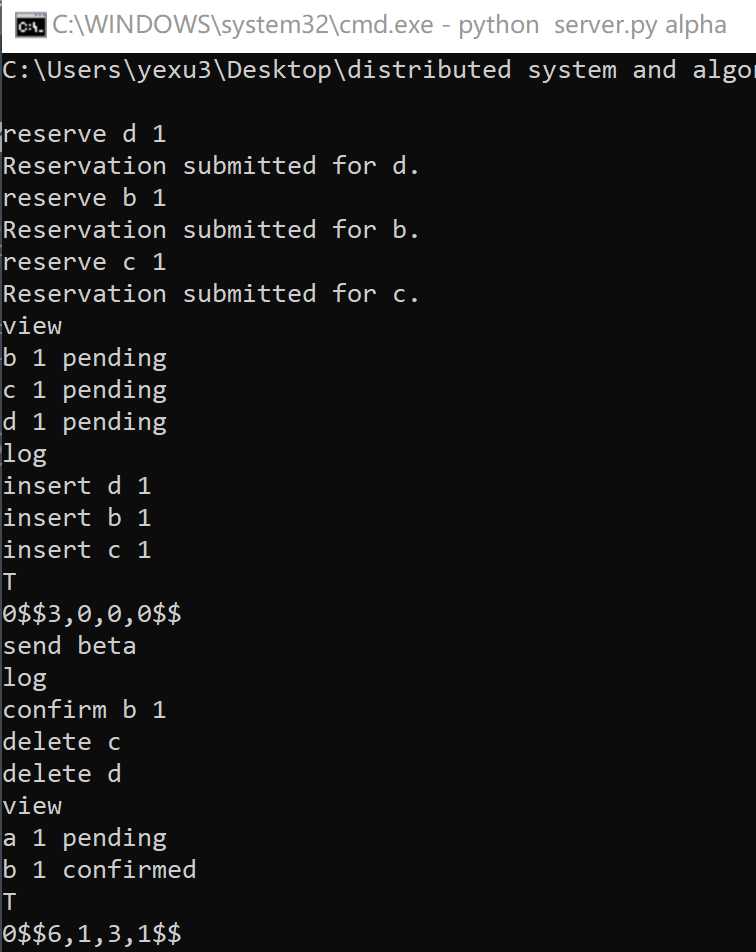 C:\WINDOWS\system32\cmd.exe - python  server.py alpha
C:\Users\yexu3\Desktop\distributed system and
reserve d 1
Reservation submitted for d.
reserve b 1
Reservation submitted for b.
reserve c 1
Reservation submitted for c.
view
b 1 pending
c 1 pending
d 1 pending
log
insert d 1
insert b 1
insert c 1
T
0$$3,0,0,0$$
send beta
log
confirm b 1
delete c
delete d
view
a 1 pending
b 1 confirmed
T
0$$6,1,3,1$$